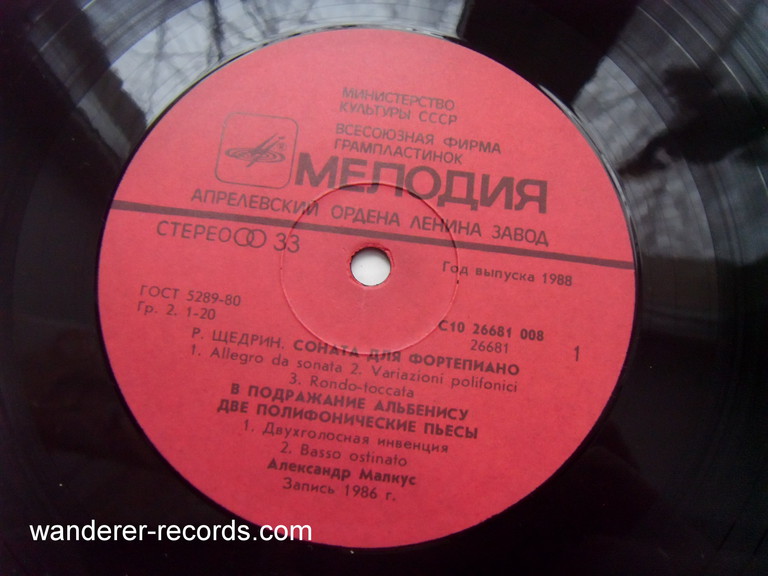 МИНИСТЕРСТВО
КУЛЬТУРЫ СССР
ВСЕСОЮЗНАЯ ФИРМА
ГРАМПЛАСТИНОК
МЕЛОДИЯ
АПРЕЛЕВСКИЙ ОРДЕНА ЛЕНИНА ЗАВОД
СТЕРЕО 33
Год выпуска 1988
ГОСТ 5289-80
Гр. 2. 1-20
С10 26681 008
26681
1
Р. ЩЕДРИН. СОНАТА ДЛЯ ФОРТЕПИАНО
1. Allegro da sonata 2. Variazioni polifonici
3. Rondo-toccata
В ПОДРАЖАНИЕ АЛЬБЕНИСУ
ДВЕ ПОЛИФОНИЧЕСКИЕ ПЬЕСЫ
1. Двухголосная инвенция
2. Basso ostinato
Александр Малкус
Запись 1986 г.
wanderer-records.com